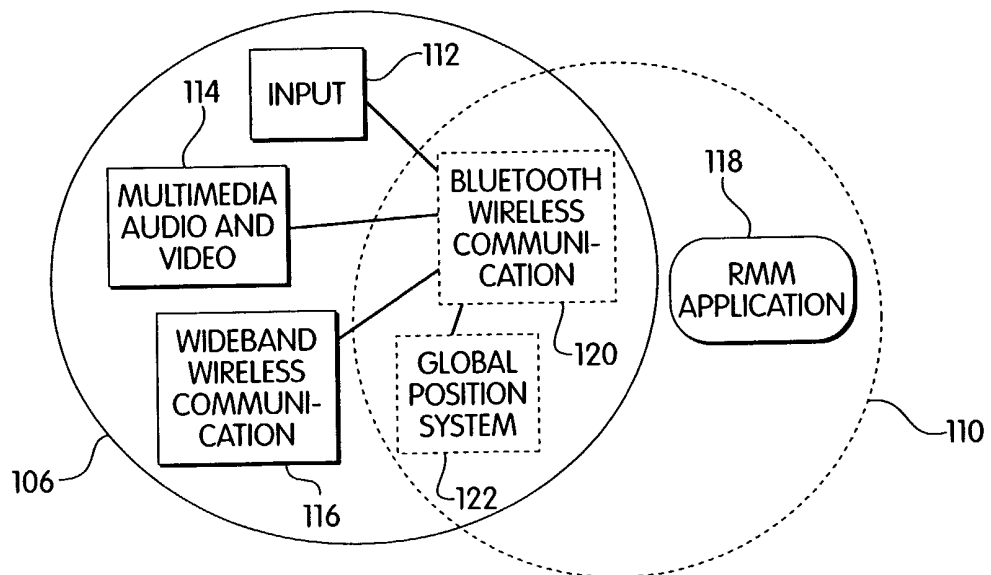 112
INPUT
114
MULTIMEDIA
AUDIO AND
VIDEO
BLUETOOTH
WIRELESS
COMMUNI-
CATION
118
RMM
APPLICATION
WIDEBAND
WIRELESS
COMMUNI-
CATION
GLOBAL
POSITION
SYSTEM
120
110
106
116
122